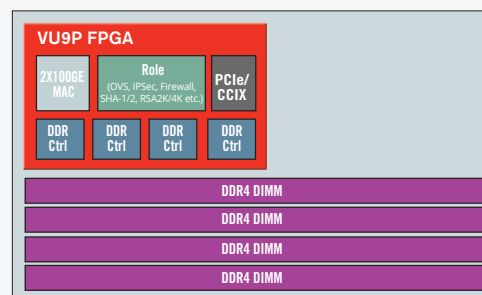 VU9P FPGA
2X100GE
MAC
Role
(OVS, IPSec, Firewall,
SHA-1/2, RSA2K/4K etc.)
PCIe/
CCIX
DDR
Ctrl
DDR
Ctrl
DDR
Ctrl
DDR
Ctrl
DDR4 DIMM
DDR4 DIMM
DDR4 DIMM
DDR4 DIMM